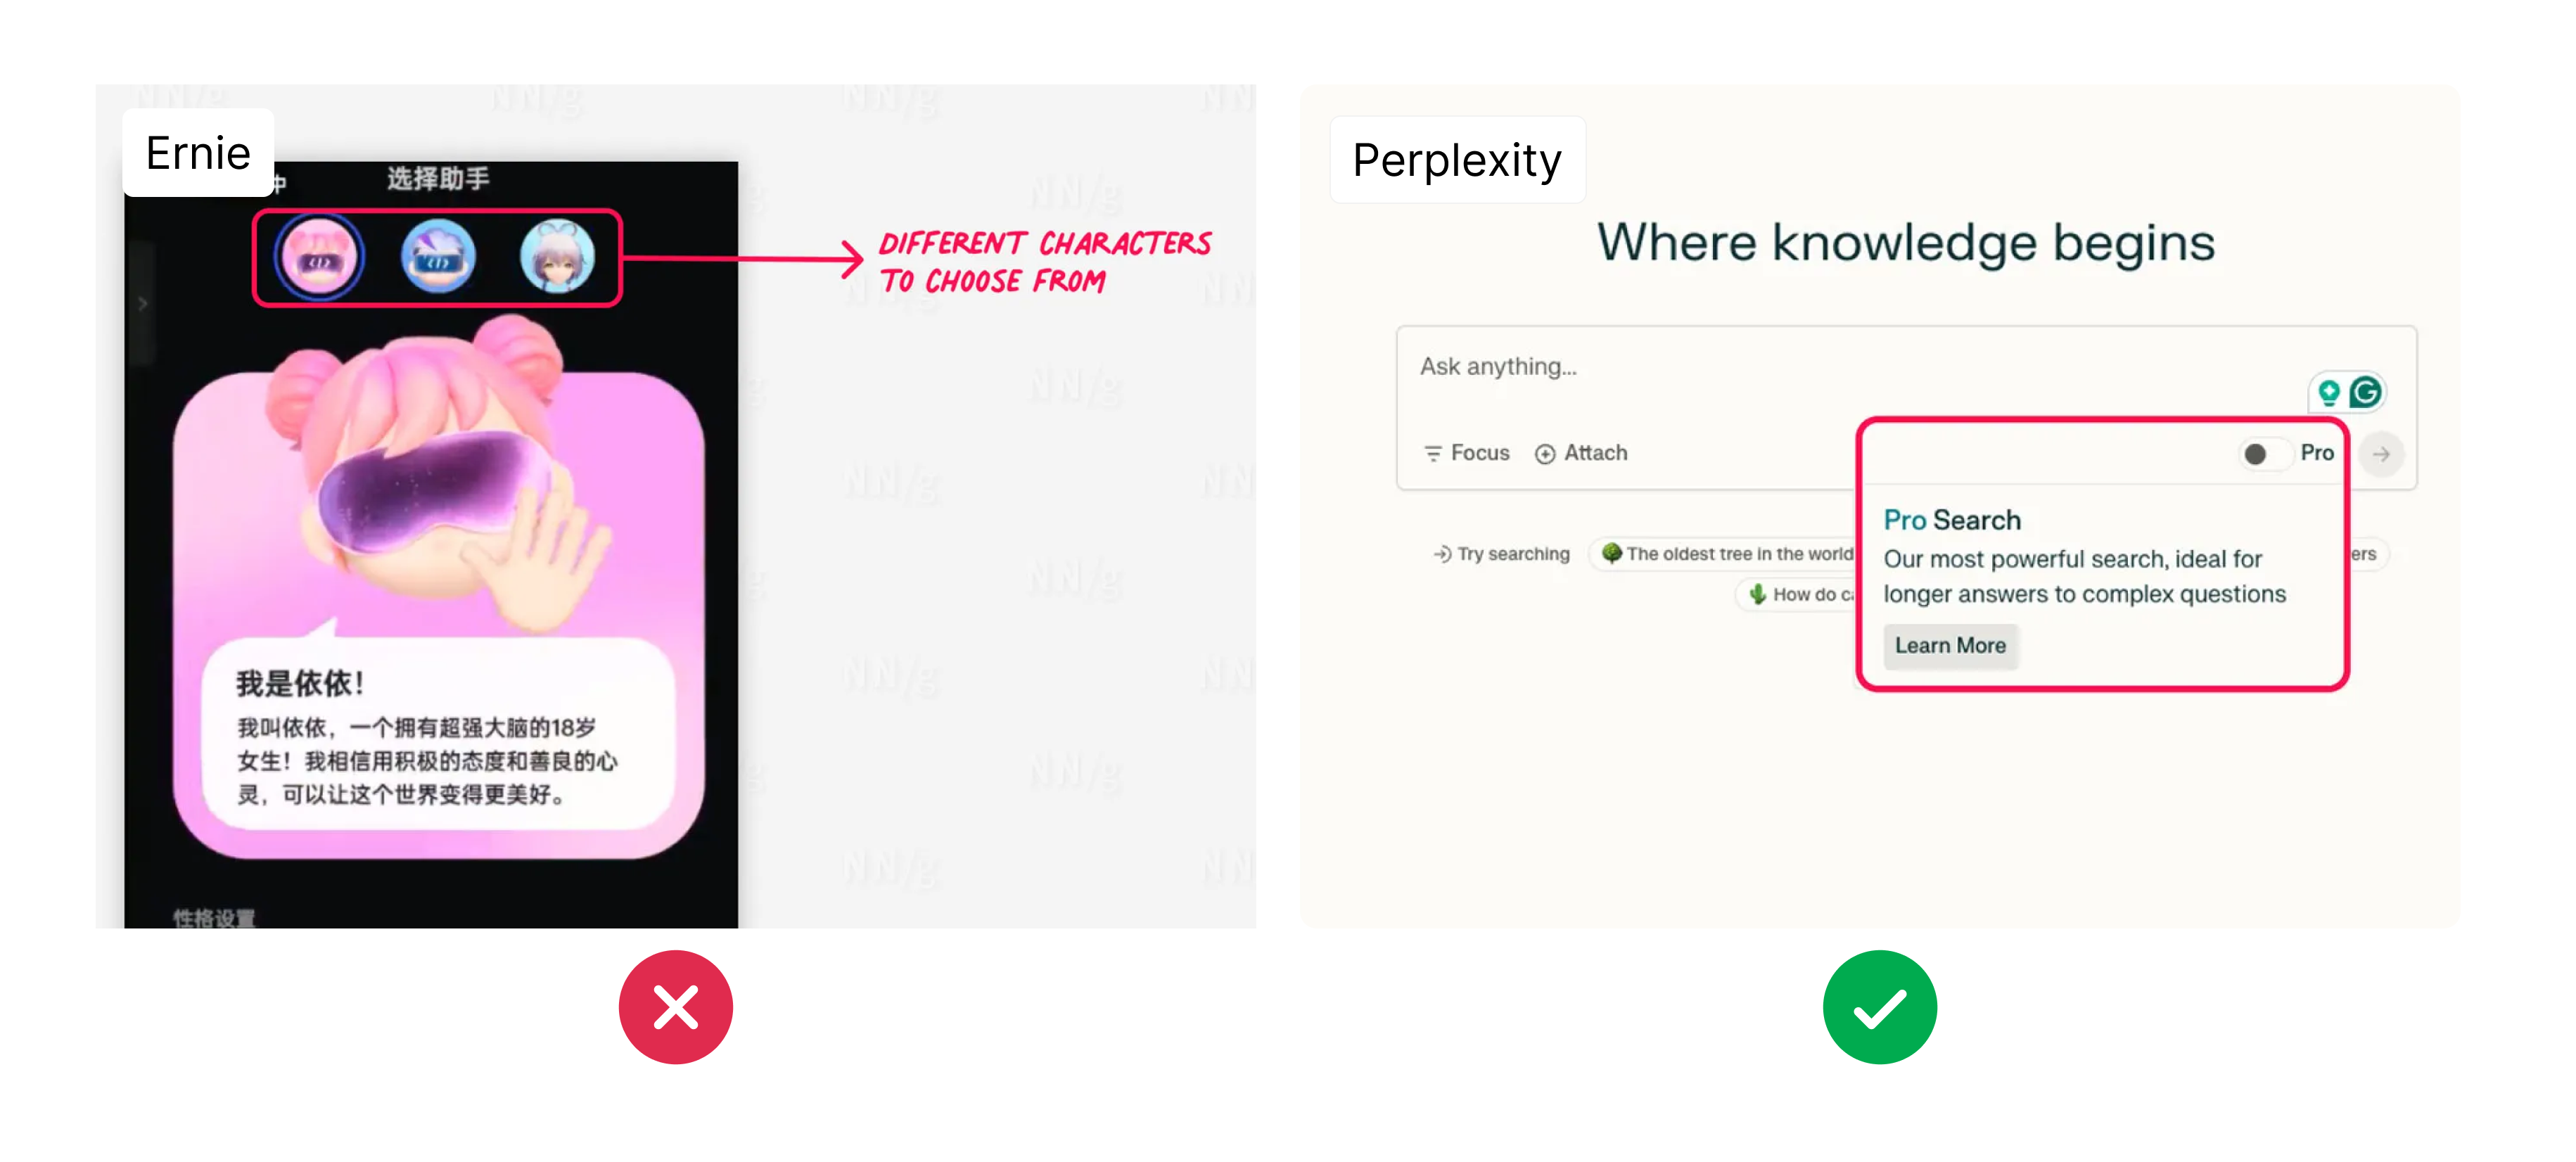 Ernie
中
选择助手
DIFFERENT CHARACTERS
TO CHOOSE FROM
我是依依！
我叫依依，一个拥有超强大脑的18岁
女生！我相信用积极的态度和善良的心
灵，可以让这个世界变得更美好。
性格设置
NN/g
Perplexity
Where knowledge begins
Ask anything...
Focus
Attach
Pro
Try searching
The oldest tree in the world
ers
How do ca
Pro Search
Our most powerful search, ideal for
longer answers to complex questions
Learn More